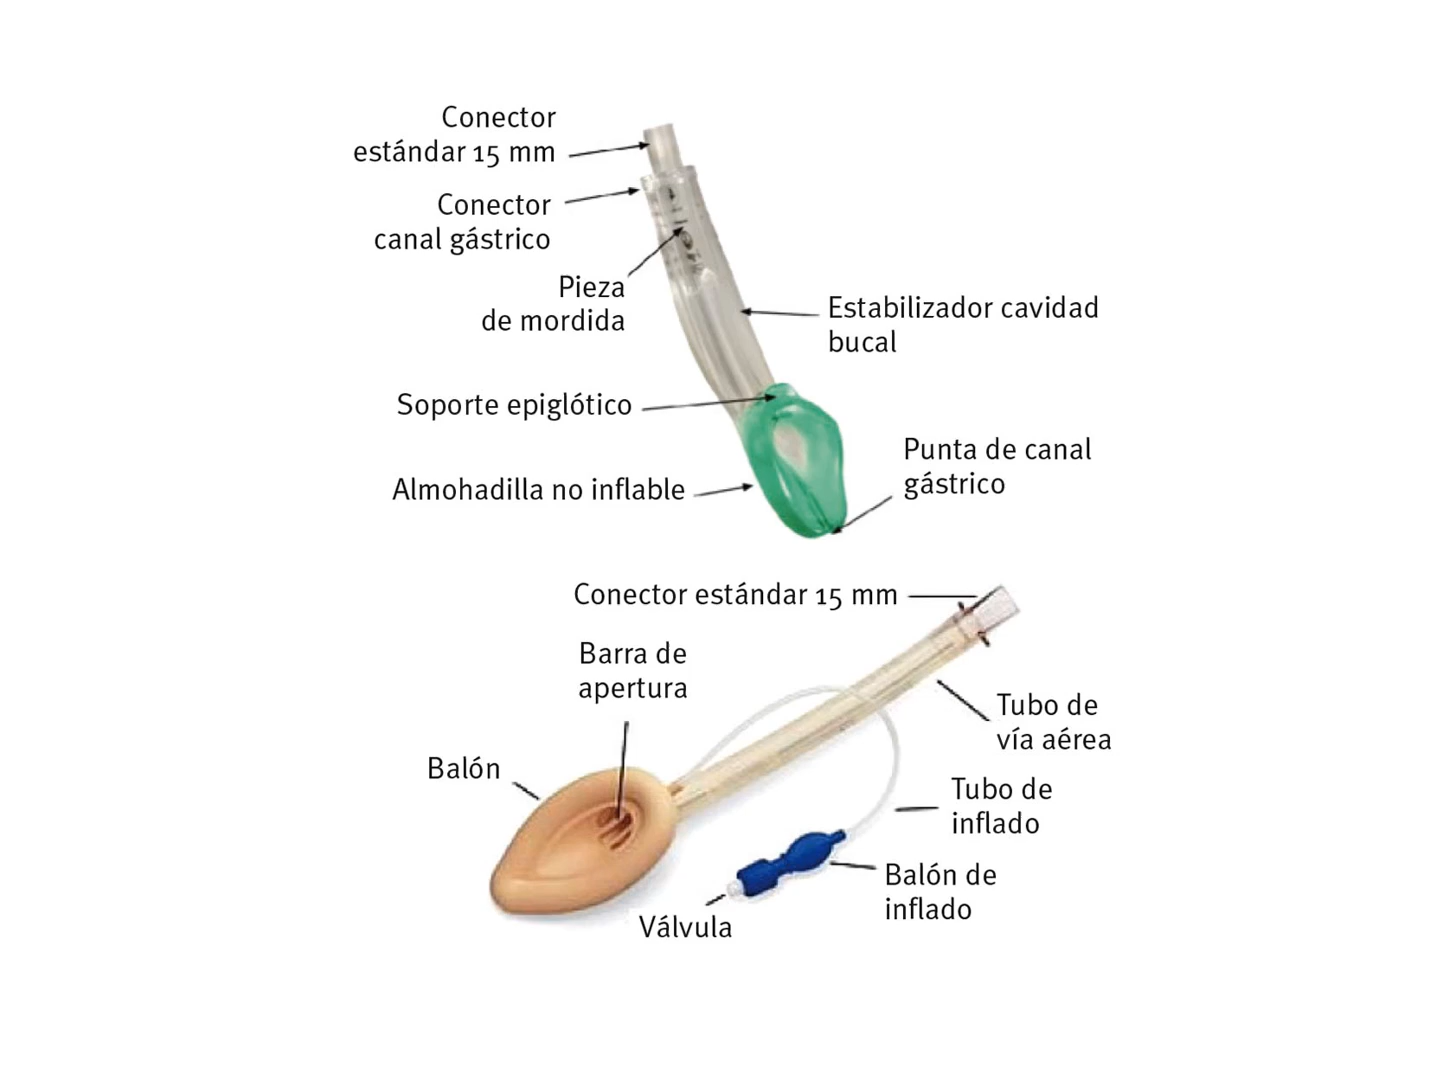 Conector
estándar 15 mm
Conector
canal gástrico
Pieza
de mordida
Estabilizador cavidad
bucal
Soporte epiglótico
Punta de canal
gástrico
Almohadilla no inflable
Conector estándar 15 mm
Barra de
apertura
Tubo de
vía aérea
Balón
Tubo de
inflado
Balón de
inflado
Válvula